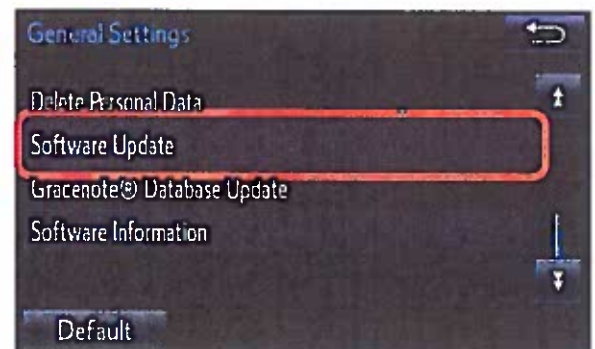 General Settings
Delete Personal Data
Software Update
Gracenote® Database Update
Software Information
Default